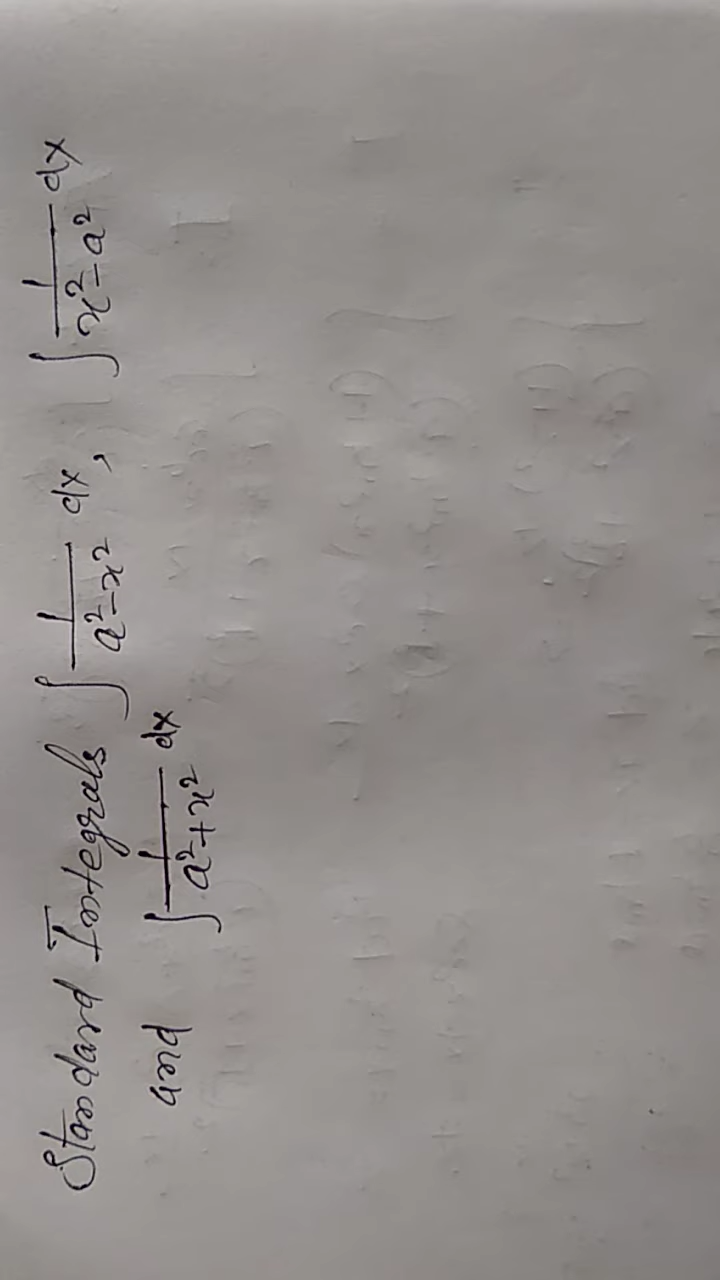 Standard Integrals ∫ 1/(a²-x²) dx, ∫ 1/(x²-a²) dx
and ∫ 1/(a²+x²) dx